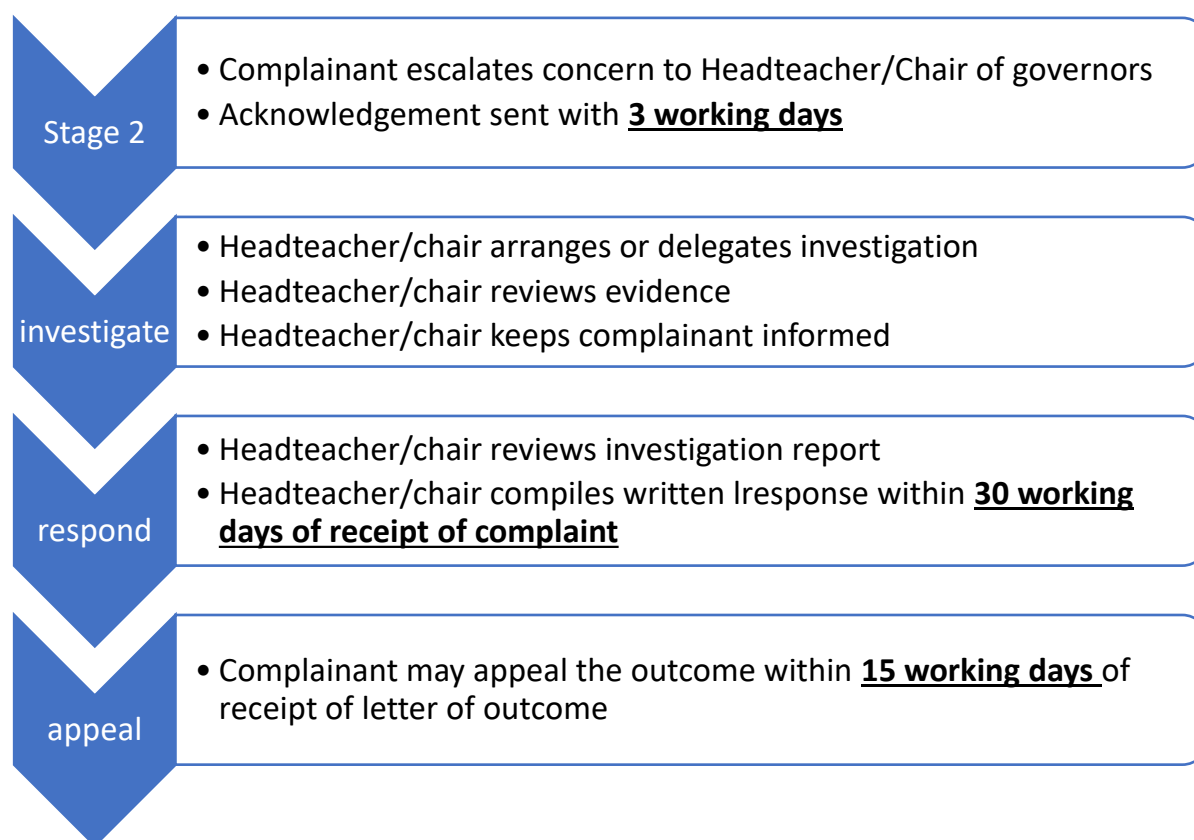 Stage 2
• Complainant escalates concern to Headteacher/Chair of governors
• Acknowledgement sent with 3 working days
investigate
• Headteacher/chair arranges or delegates investigation
• Headteacher/chair reviews evidence
• Headteacher/chair keeps complainant informed
respond
• Headteacher/chair reviews investigation report
• Headteacher/chair compiles written lresponse within 30 working
days of receipt of complaint
appeal
• Complainant may appeal the outcome within 15 working days of
receipt of letter of outcome